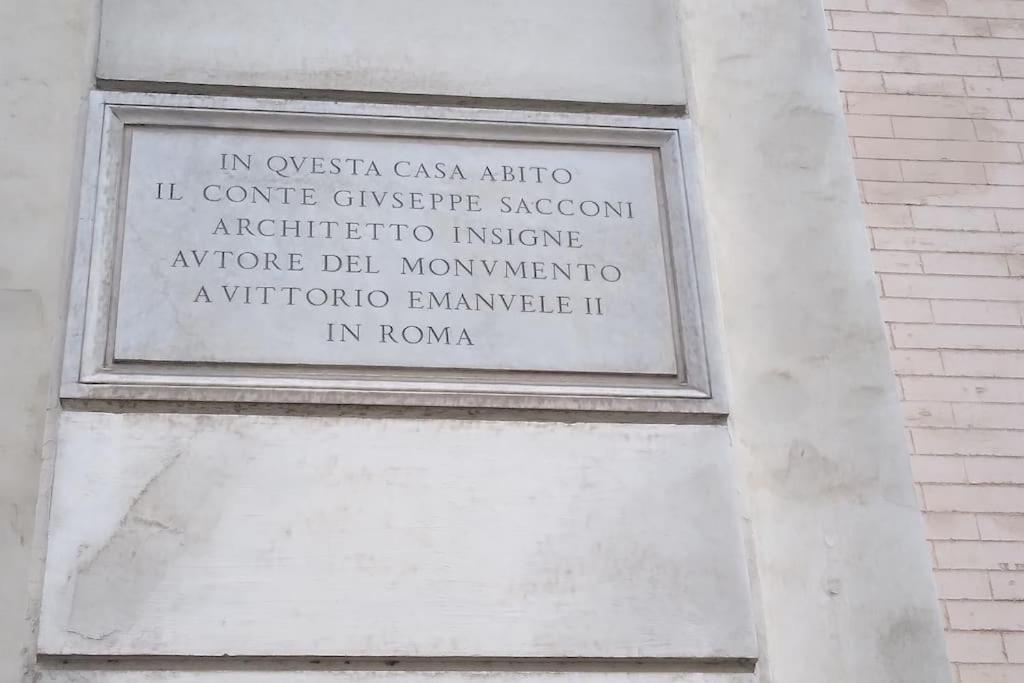 IN QVESTA CASA ABITO
IL CONTE GIVSEPPE SACCONI
ARCHITETTO INSIGNE
AVTORE DEL MONVMENTO
A VITTORIO EMANVELE II
IN ROMA